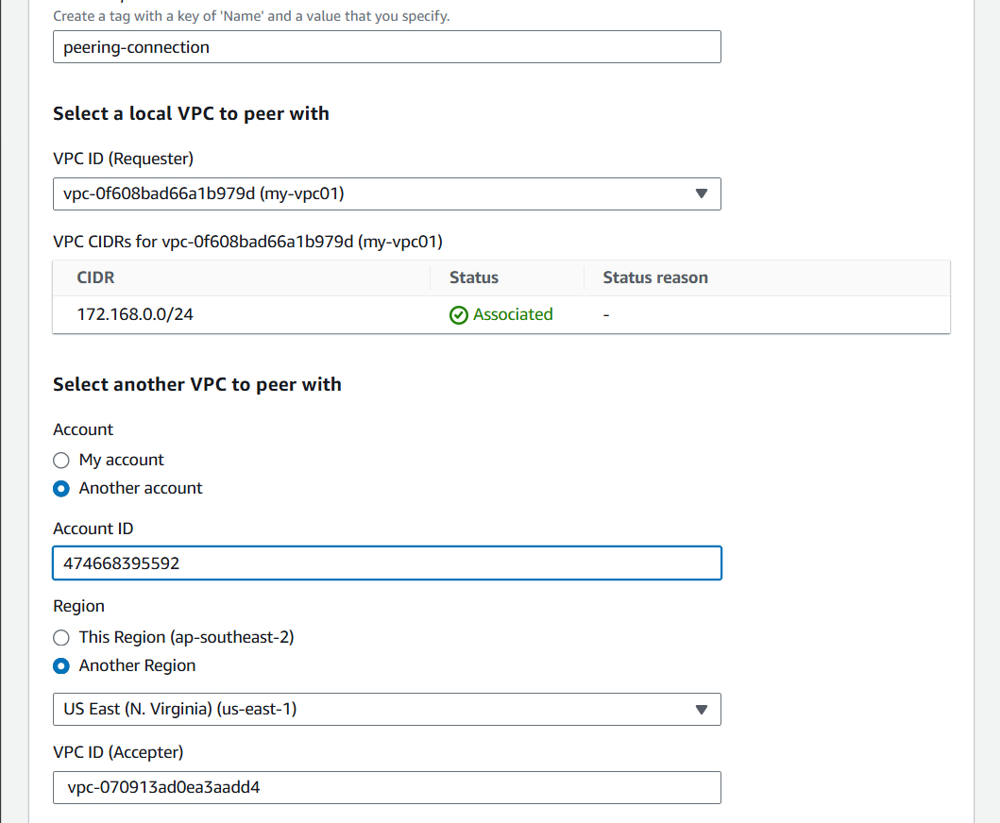 Create a tag with a key of 'Name' and a value that you specify.
peering-connection
Select a local VPC to peer with
VPC ID (Requester)
vpc-0f608bad66a1b979d (my-vpc01)
VPC CIDRs for vpc-0f608bad66a1b979d (my-vpc01)
CIDR Status Status reason
172.168.0.0/24 Associated -
Select another VPC to peer with
Account
My account
Another account
Account ID
474668395592
Region
This Region (ap-southeast-2)
Another Region
US East (N. Virginia) (us-east-1)
VPC ID (Accepter)
vpc-070913ad0ea3aadd4